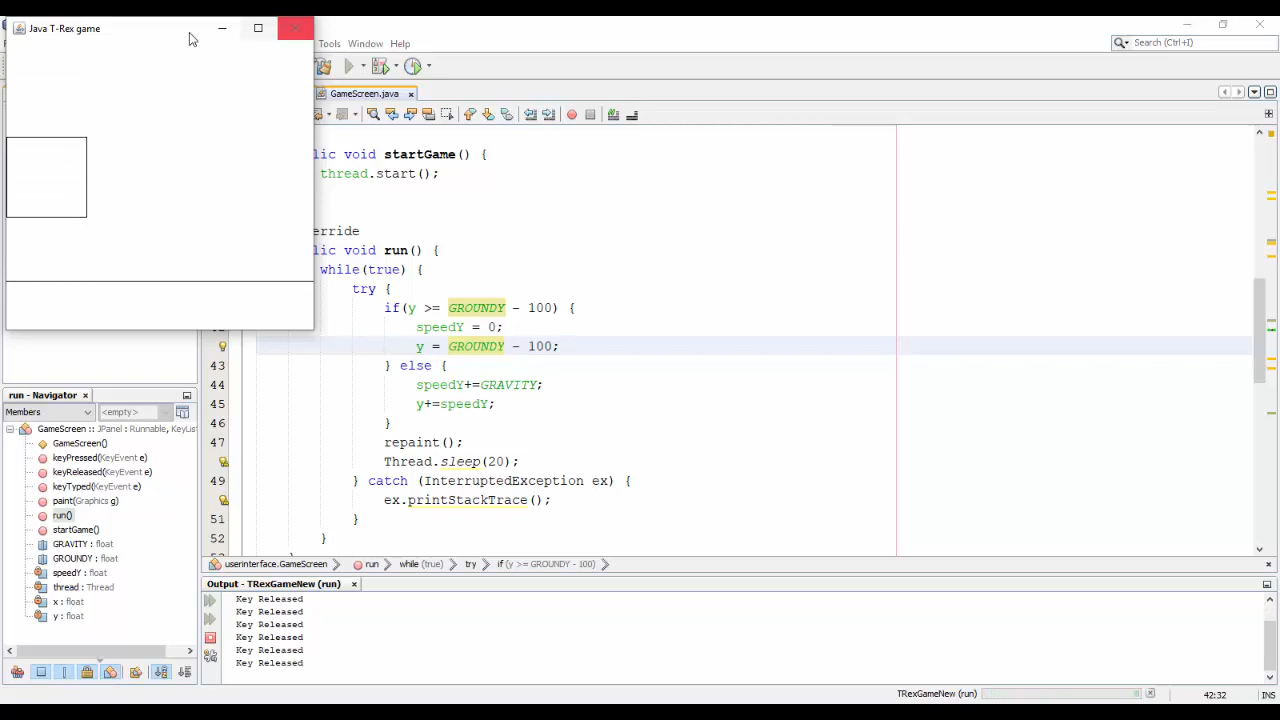 Java T-Rex game
Tools Window Help
Search (Ctrl+I)
GameScreen.java
lic void startGame() {
thread.start();
erride
lic void run() {
while(true) {
try {
if(y >= GROUNDY - 100) {
speedY = 0;
y = GROUNDY - 100;
43 } else {
44 speedY+=GRAVITY;
45 y+=speedY;
46 }
47 repaint();
Thread.sleep(20);
49 } catch (InterruptedException ex) {
ex.printStackTrace();
51 }
52 }
run - Navigator
Members <empty>
GameScreen :: JPanel : Runnable, KeyList
GameScreen()
keyPressed(KeyEvent e)
keyReleased(KeyEvent e)
keyTyped(KeyEvent e)
paint(Graphics g)
run()
startGame()
GRAVITY : float
GROUNDY : float
speedY : float
thread : Thread
x : float
y : float
userinterface.GameScreen run while (true) try if (y >= GROUNDY - 100)
Output - TRexGameNew (run)
Key Released
Key Released
Key Released
Key Released
Key Released
Key Released
TRexGameNew (run)
42:32
INS